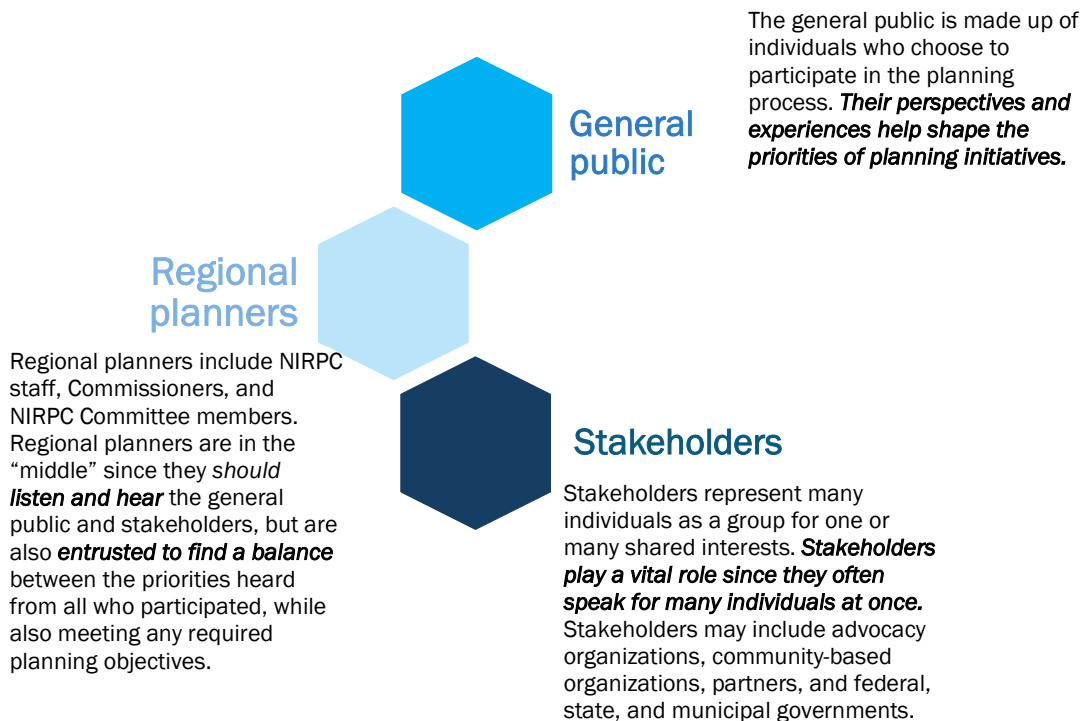 The general public is made up of
individuals who choose to
participate in the planning
process. Their perspectives and
experiences help shape the
priorities of planning initiatives.
General
public
Regional
planners
Regional planners include NIRPC
staff, Commissioners, and
NIRPC Committee members.
Regional planners are in the
“middle” since they should
listen and hear the general
public and stakeholders, but are
also entrusted to find a balance
between the priorities heard
from all who participated, while
also meeting any required
planning objectives.
Stakeholders
Stakeholders represent many
individuals as a group for one or
many shared interests. Stakeholders
play a vital role since they often
speak for many individuals at once.
Stakeholders may include advocacy
organizations, community-based
organizations, partners, and federal,
state, and municipal governments.